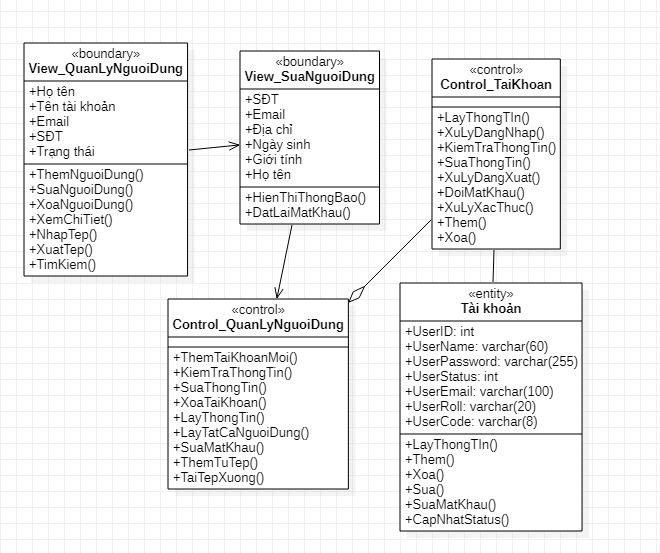 «boundary»
View_QuanLyNguoiDung
+Họ tên
+Tên tài khoản
+Email
+SĐT
+Trạng thái
+ThemNguoiDung()
+SuaNguoiDung()
+XoaNguoiDung()
+XemChiTiet()
+NhapTep()
+XuatTep()
+TimKiem()
«boundary»
View_SuaNguoiDung
+SĐT
+Email
+Địa chỉ
+Ngày sinh
+Giới tính
+Họ tên
+HienThiThongBao()
+DatLaiMatKhau()
«control»
Control_TaiKhoan
+LayThongTIn()
+XuLyDangNhap()
+KiemTraThongTin()
+SuaThongTin()
+XuLyDangXuat()
+DoiMatKhau()
+XuLyXacThuc()
+Them()
+Xoa()
«control»
Control_QuanLyNguoiDung
+ThemTaiKhoanMoi()
+KiemTraThongTin()
+SuaThongTin()
+XoaTaiKhoan()
+LayThongTin()
+LayTatCaNguoiDung()
+SuaMatKhau()
+ThemTuTep()
+TaiTepXuong()
«entity»
Tài khoản
+UserID: int
+UserName: varchar(60)
+UserPassword: varchar(255)
+UserStatus: int
+UserEmail: varchar(100)
+UserRoll: varchar(20)
+UserCode: varchar(8)
+LayThongTIn()
+Them()
+Xoa()
+Sua()
+SuaMatKhau()
+CapNhatStatus()